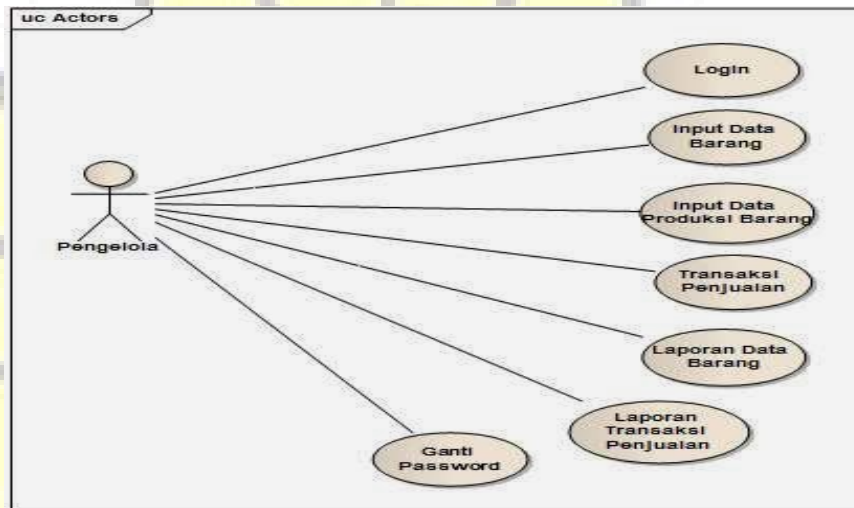 uc Actors
Login
Input Data
Barang
Input Data
Produksi Barang
Pengelola
Transaksi
Penjualan
Laporan Data
Barang
Laporan
Transaksi
Penjualan
Ganti
Password